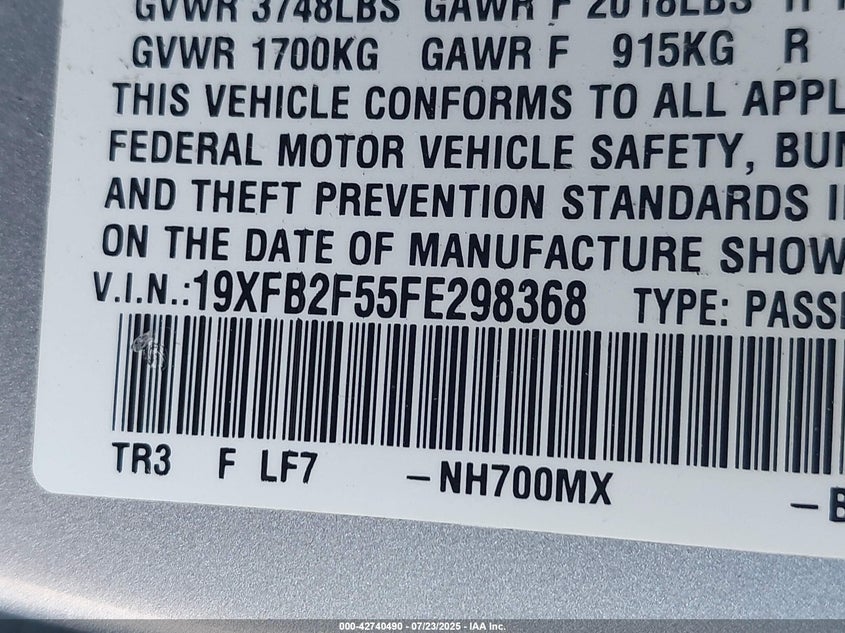 GVWR 3748LBS GAWR F 2018LBS R
GVWR 1700KG GAWR F 915KG R
THIS VEHICLE CONFORMS TO ALL APPL
FEDERAL MOTOR VEHICLE SAFETY, BUM
AND THEFT PREVENTION STANDARDS I
ON THE DATE OF MANUFACTURE SHOW
V.I.N.:19XFB2F55FE298368 TYPE: PASSE
TR3 F LF7 –NH700MX –B
000-42740490 - 07/23/2025 - IAA Inc.